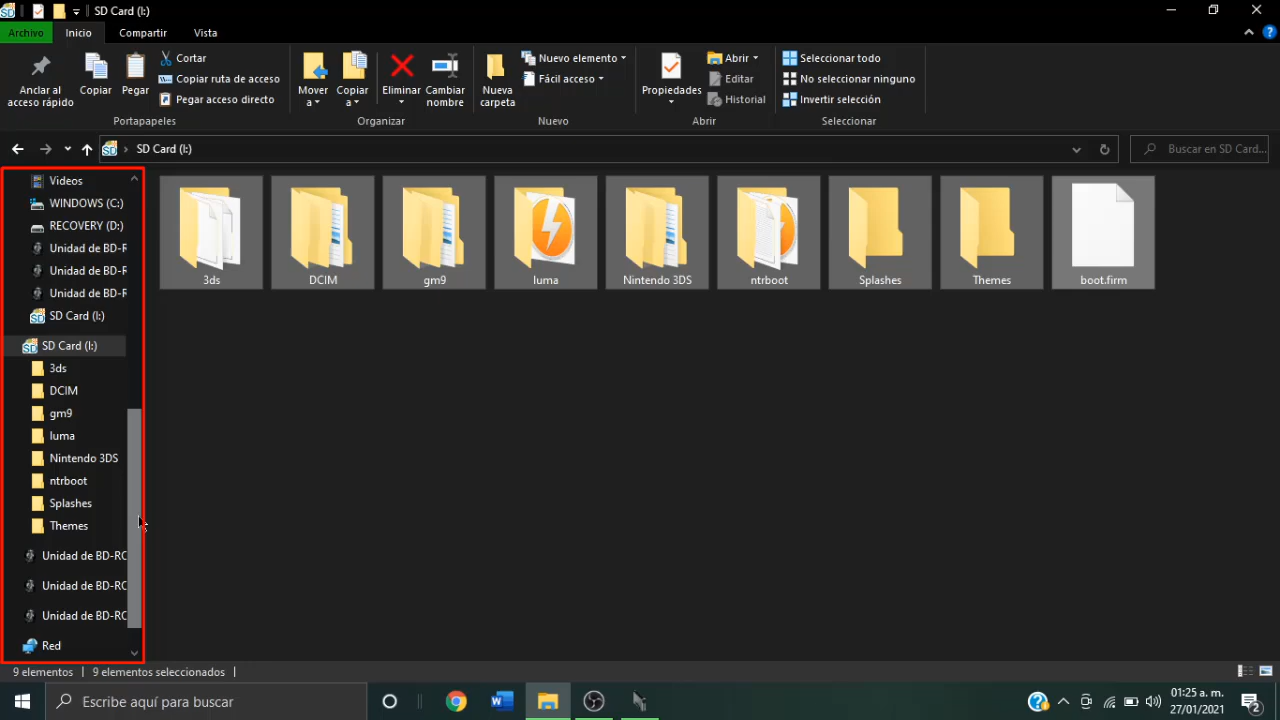 SD Card (I:)
Archivo
Inicio
Compartir
Vista
Anclar al
acceso rápido
Copiar
Pegar
Cortar
Copiar ruta de acceso
Pegar acceso directo
Portapapeles
Mover
a
Copiar
a
Eliminar
Cambiar
nombre
Organizar
Nueva
carpeta
Nuevo elemento
Fácil acceso
Nuevo
Propiedades
Abrir
Editar
Historial
Abrir
Seleccionar todo
No seleccionar ninguno
Invertir selección
Seleccionar
SD Card (I:)
Buscar en SD Card...
Videos
WINDOWS (C:)
RECOVERY (D:)
Unidad de BD-R
Unidad de BD-R
Unidad de BD-R
SD Card (I:)
SD Card (I:)
3ds
DCIM
gm9
luma
Nintendo 3DS
ntrboot
Splashes
Themes
Unidad de BD-RO
Unidad de BD-RO
Unidad de BD-RO
Red
3ds
DCIM
gm9
luma
Nintendo 3DS
ntrboot
Splashes
Themes
boot.firm
9 elementos
9 elementos seleccionados
Escribe aquí para buscar
01:25 a. m.
27/01/2021
2